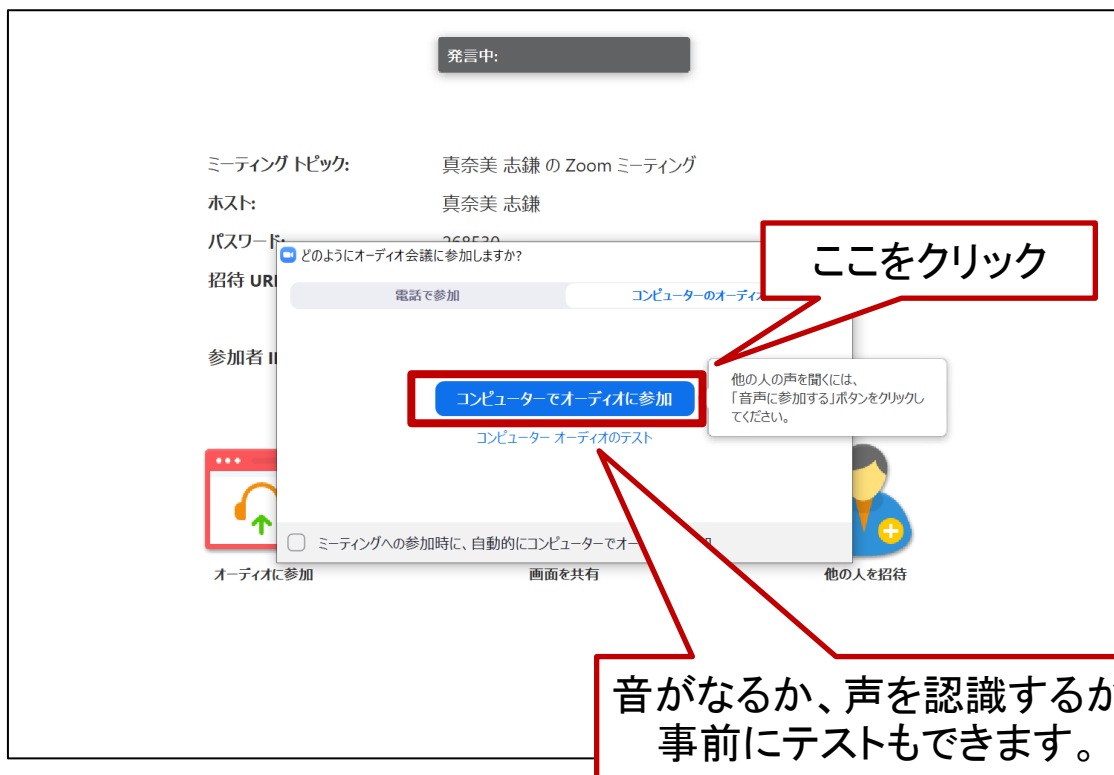 発言中:
ミーティング トピック: 真奈美 志鎌 の Zoom ミーティング
ホスト: 真奈美 志鎌
パスワード:
招待 URL
どのようにオーディオ会議に参加しますか?
ここをクリック
電話で参加 コンピューターのオーディオ
参加者
コンピューターでオーディオに参加
他の人の声を聞くには、
「音声に参加する」ボタンをクリックし
てください。
コンピューター オーディオのテスト
ミーティングへの参加時に、自動的にコンピューターでオー
オーディオに参加 画面を共有 他の人を招待
音がなるか、声を認識するか
事前にテストもできます。